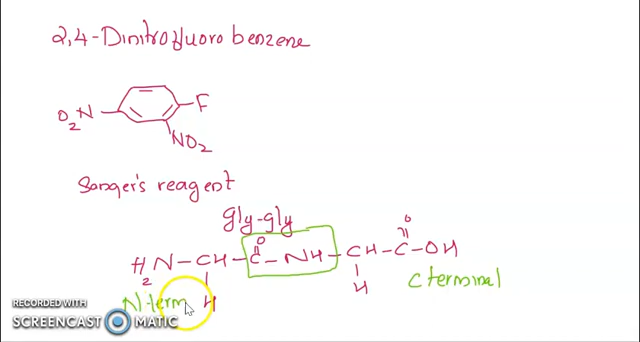 2,4-Dinitrofluoro benzene
O2N
F
NO2
Sanger's reagent
gly-gly
O O
H2N-CH-C-NH-CH-C-OH
H H
N-term C terminal
RECORDED WITH
SCREENCAST MATIC